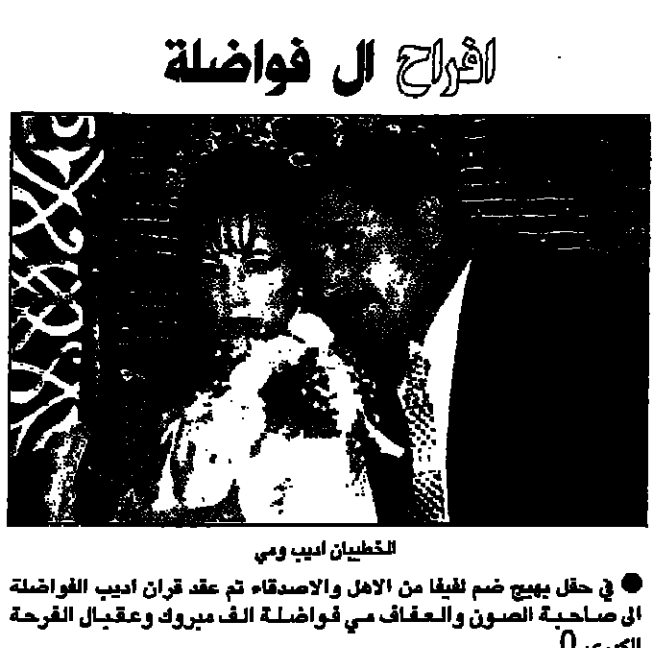 افراح ال فواضلة
الخطيبان اديب ومي
● في حفل بهيج ضم لفيفا من الاهل والاصدقاء تم عقد قران اديب الفواضلة
الى صاحبة الصون والعفاف مي فواضلة الف مبروك وعقبال الفرحة